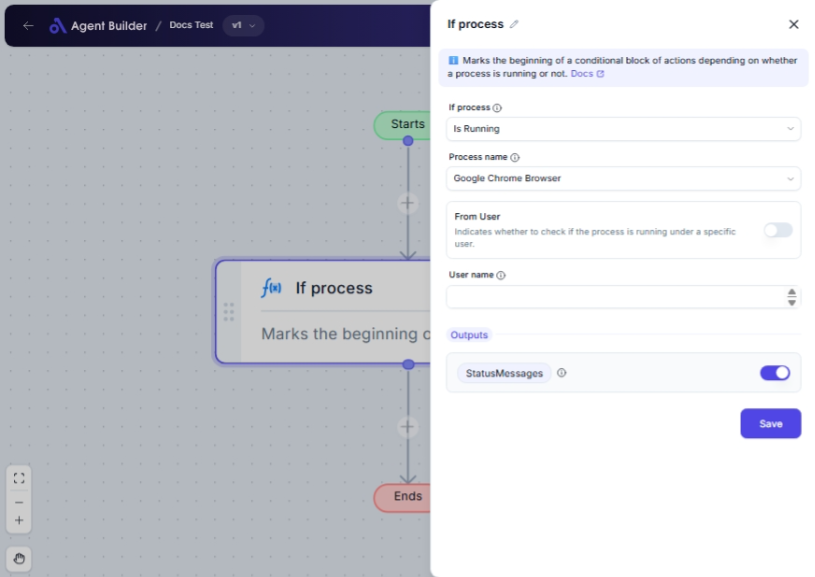 Agent Builder / Docs Test v1
Starts
If process
Marks the beginning o
Ends
If process
Marks the beginning of a conditional block of actions depending on whether
a process is running or not. Docs
If process
Is Running
Process name
Google Chrome Browser
From User
Indicates whether to check if the process is running under a specific
user.
User name
Outputs
StatusMessages
Save